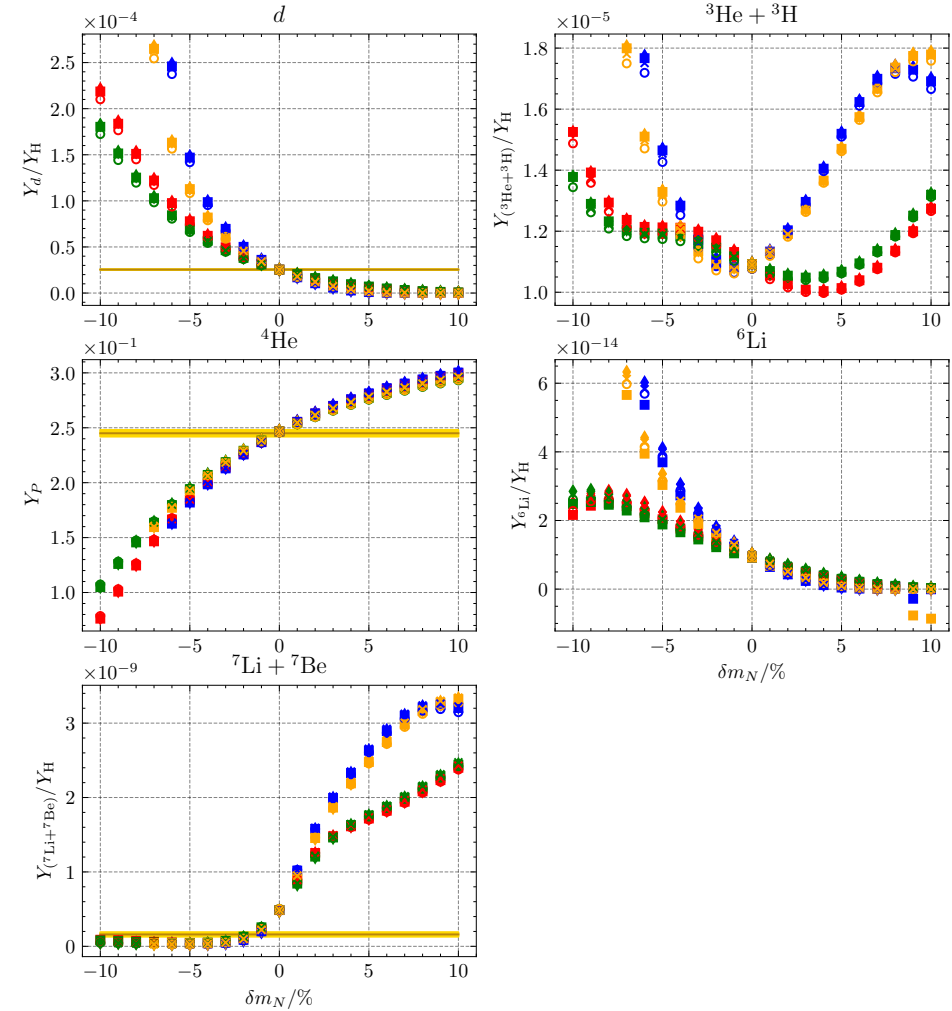 ×10⁻⁴
d
2.5
2.0
1.5
1.0
0.5
0.0
Y_d/Y_H
−10 −5 0 5 10
×10⁻⁵
³He + ³H
1.8
1.6
1.4
1.2
1.0
Y_(³He+³H)/Y_H
−10 −5 0 5 10
×10⁻¹
⁴He
3.0
2.5
2.0
1.5
1.0
Y_P
−10 −5 0 5 10
×10⁻¹⁴
⁶Li
6
4
2
0
Y_⁶Li/Y_H
−10 −5 0 5 10
δm_N/%
×10⁻⁹
⁷Li + ⁷Be
3
2
1
0
Y_(⁷Li+⁷Be)/Y_H
−10 −5 0 5 10
δm_N/%